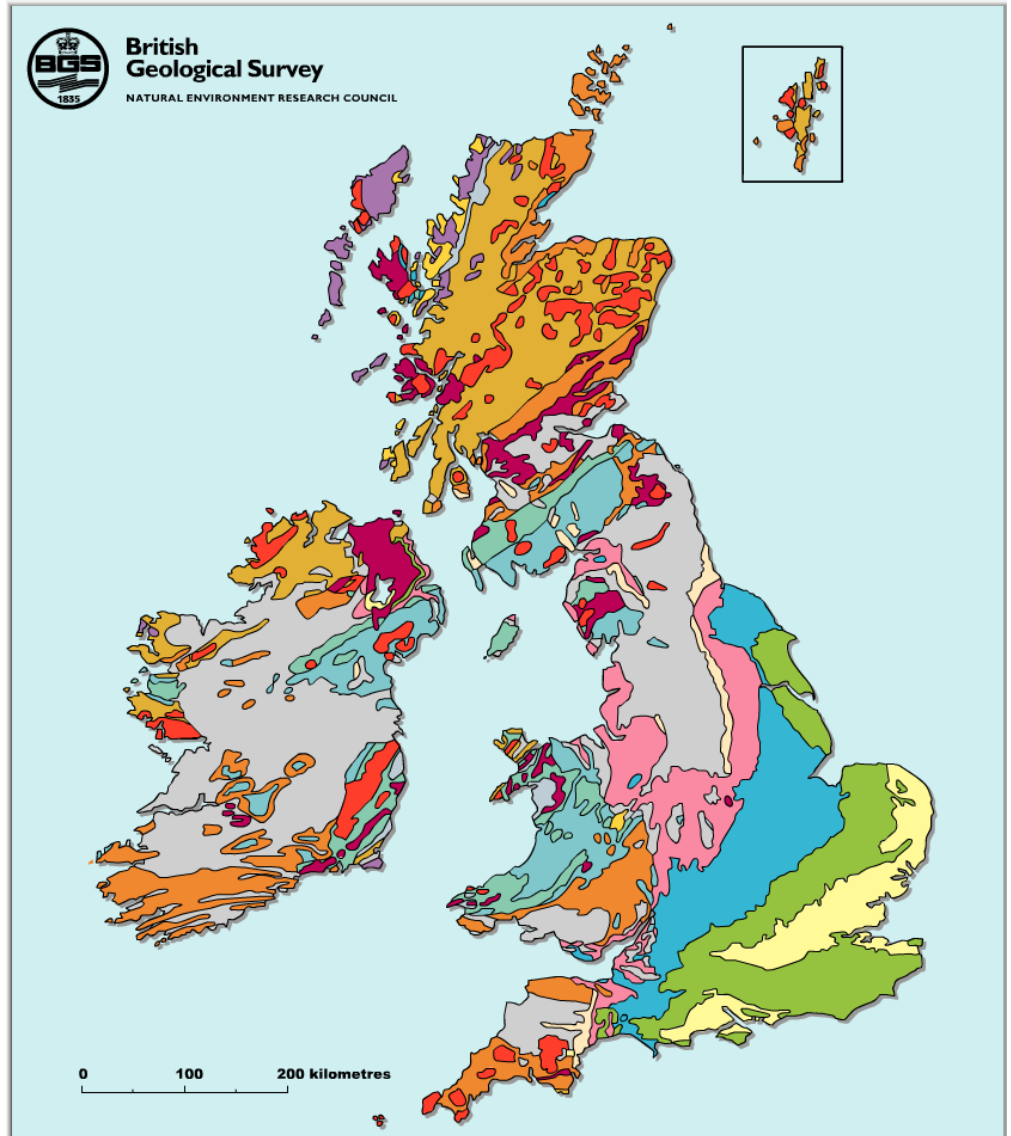 British
Geological Survey
NATURAL ENVIRONMENT RESEARCH COUNCIL
BGS
1835
0 100 200 kilometres